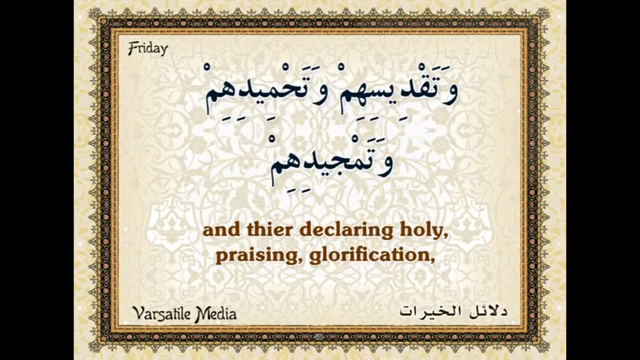 Friday
وَتَقْدِيسِهِمْ وَتَحْمِيدِهِمْ
وَتَمْجِيدِهِمْ
and thier declaring holy,
praising, glorification,
Varsatile Media
دلائل الخيرات